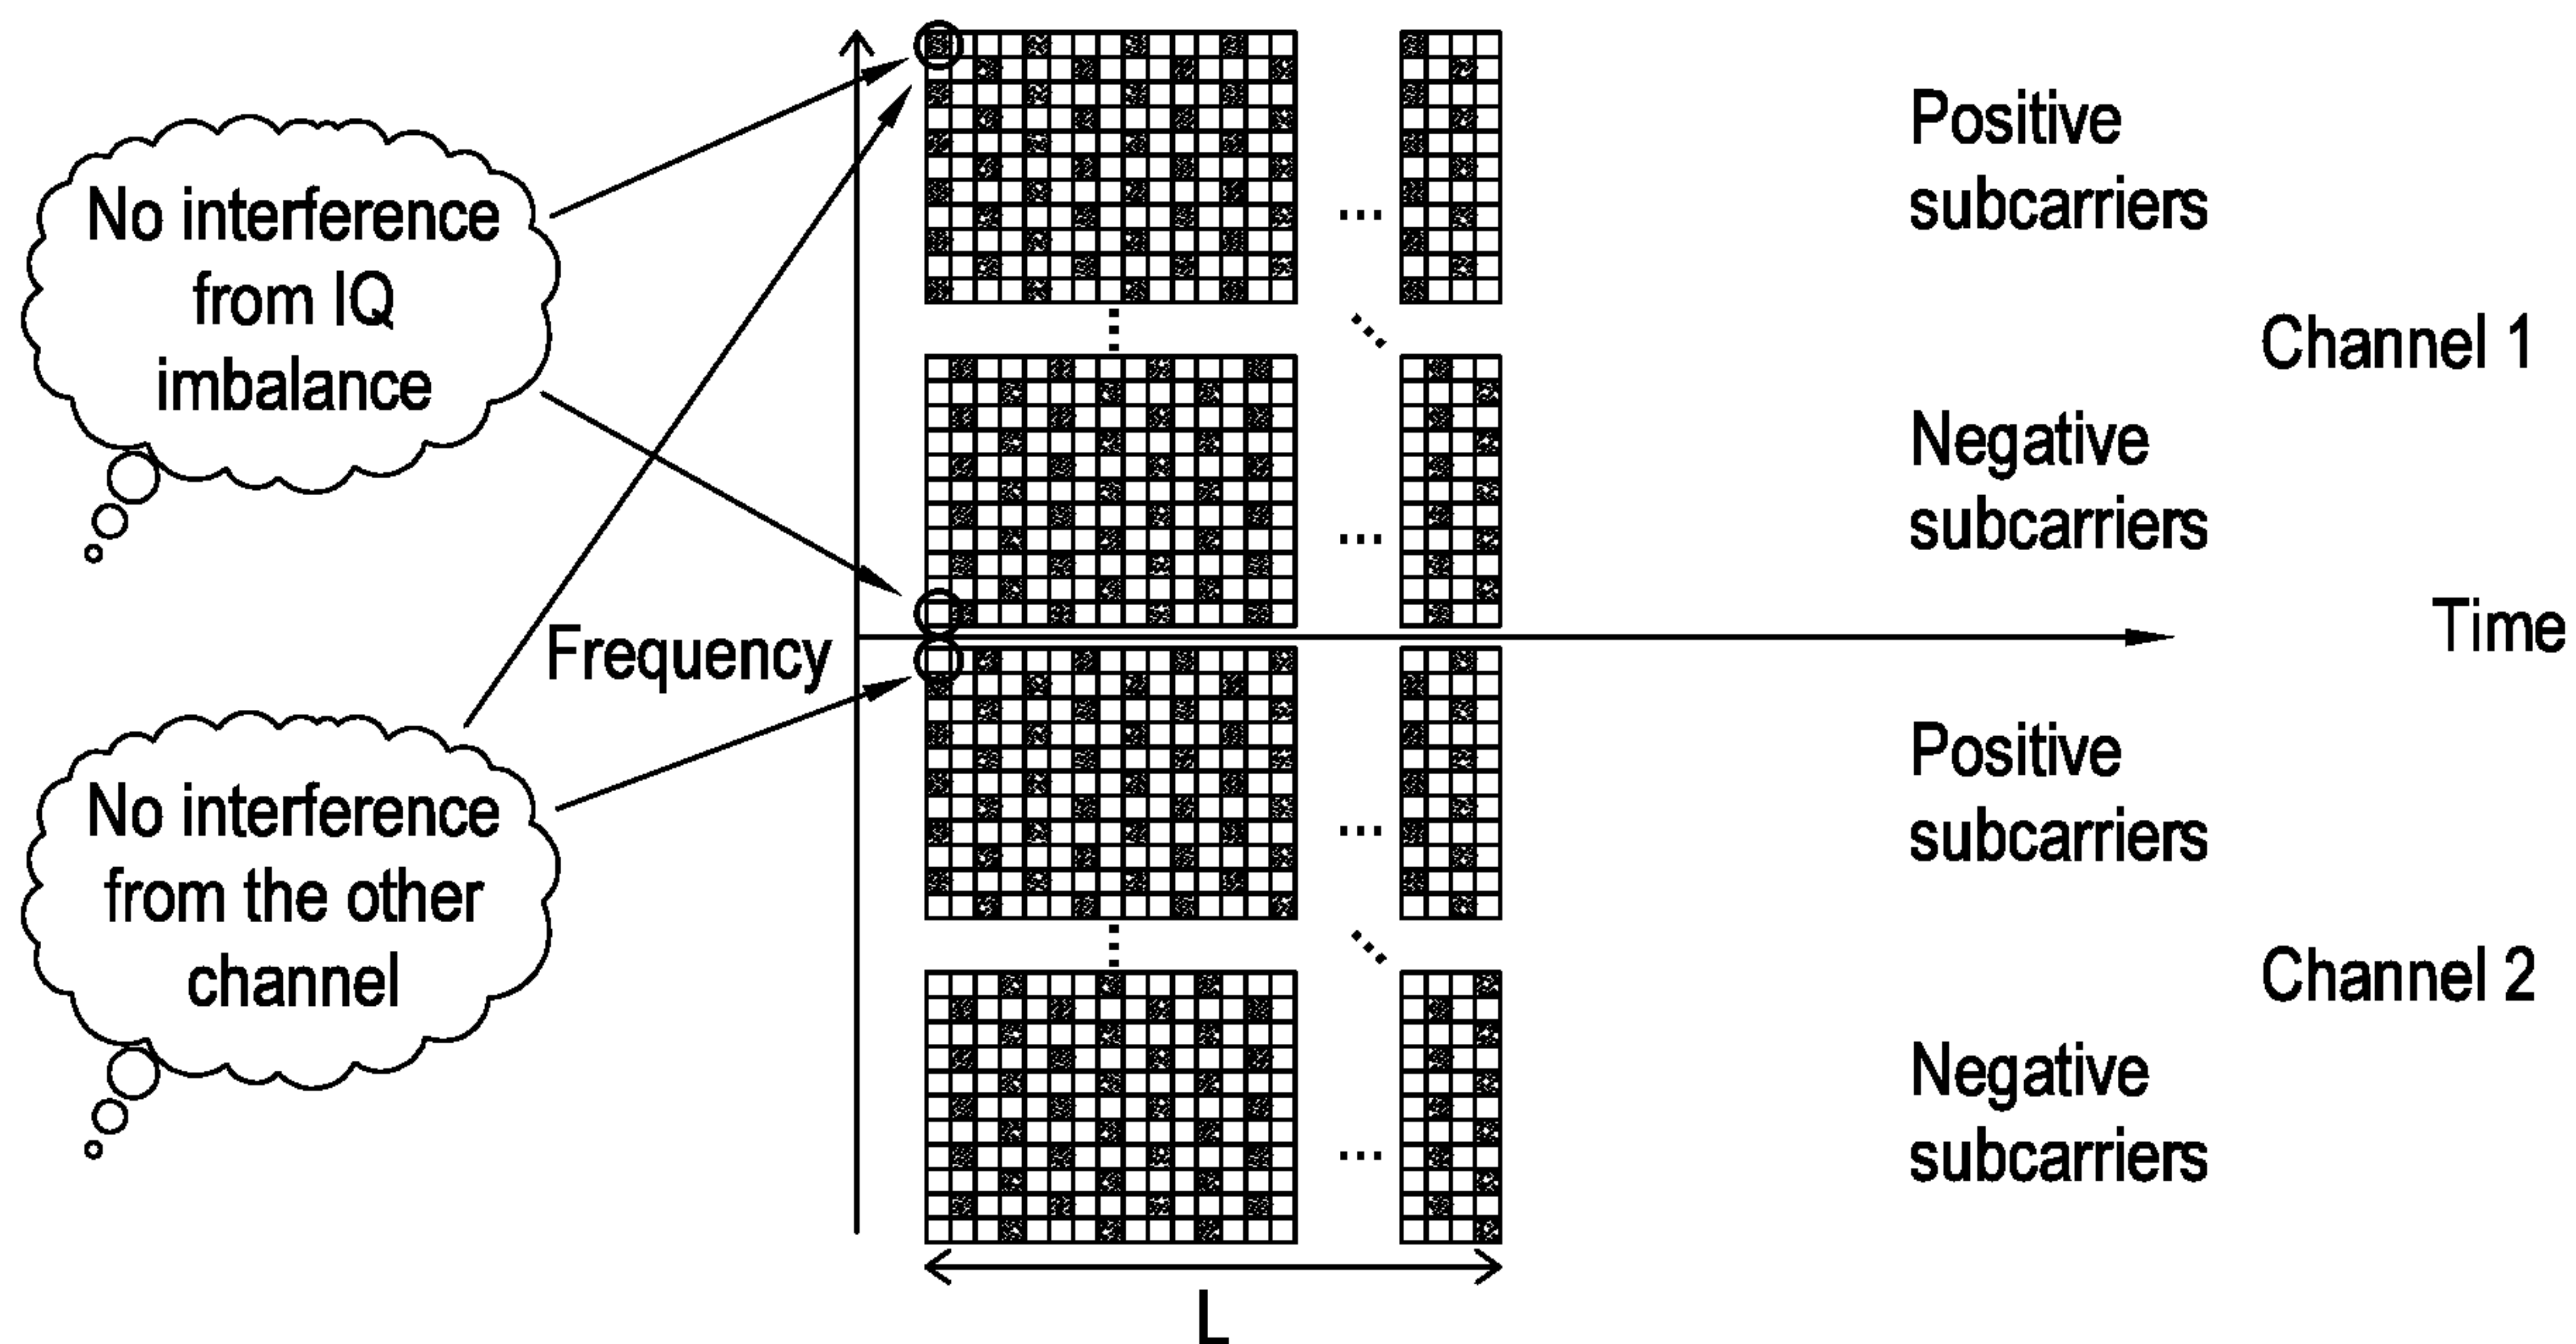 No interference
from IQ
imbalance
No interference
from the other
channel
Frequency
Positive
subcarriers
Channel 1
Negative
subcarriers
Time
Positive
subcarriers
Channel 2
Negative
subcarriers
L